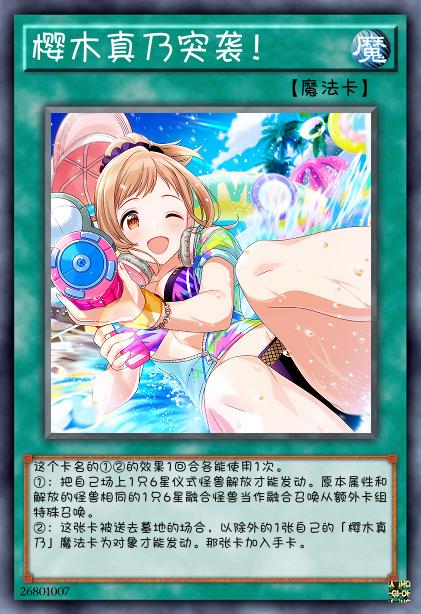 樱木真乃突袭!
魔
【魔法卡】
这个卡名的①②的效果1回合各能使用1次。
①：把自己场上1只6星仪式怪兽解放才能发动。原本属性和
解放的怪兽相同的1只6星融合怪兽当作融合召唤从额外卡组
特殊召唤。
②：这张卡被送去墓地的场合，以除外的1张自己的「樱木真
乃」魔法卡为对象才能发动。那张卡加入手卡。
26801007